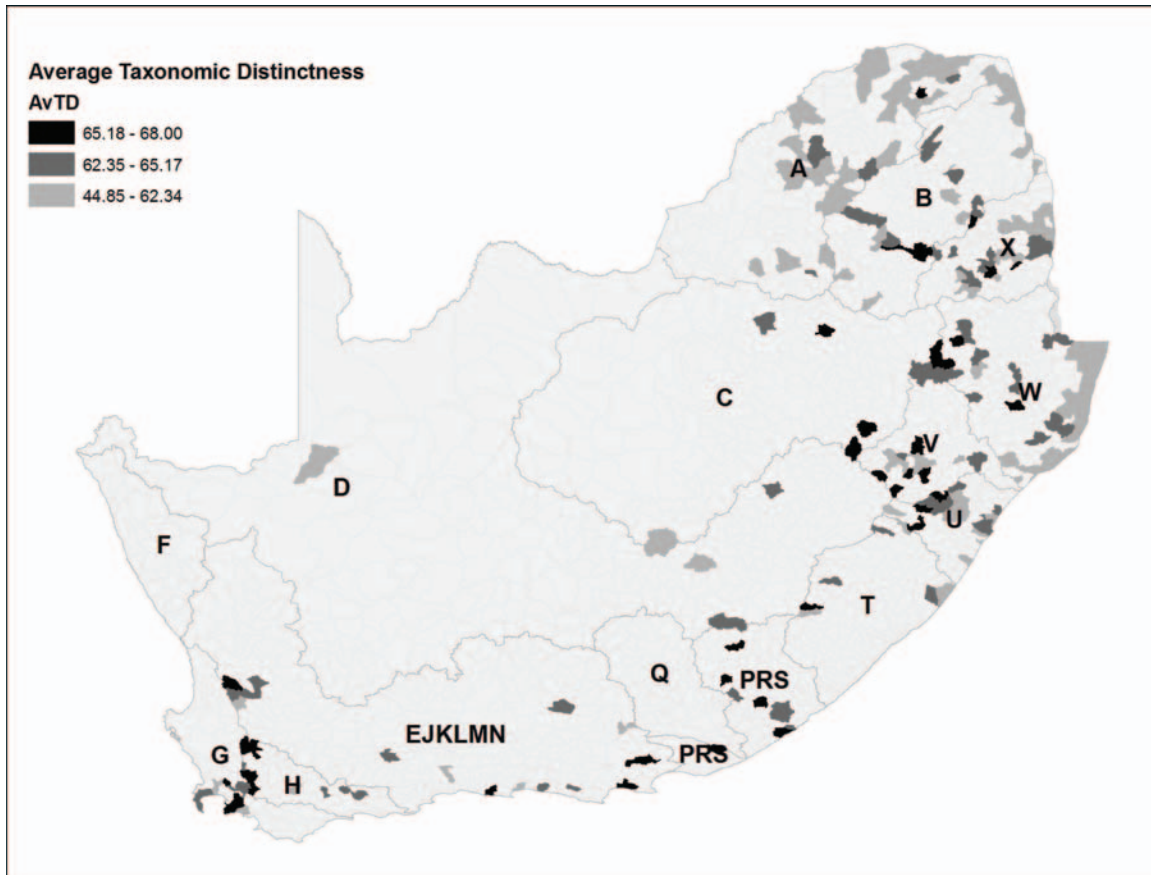 Average Taxonomic Distinctness
AvTD
65.18 - 68.00
62.35 - 65.17
44.85 - 62.34
A
B
X
C
W
V
D
U
F
T
Q
PRS
EJKLMN
G
PRS
H